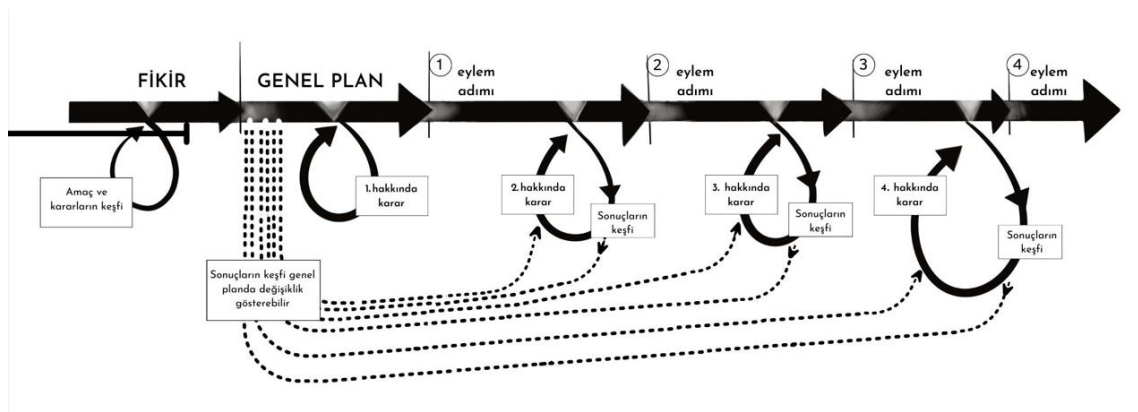 FİKİR
GENEL PLAN
1
eylem
adımı
2
eylem
adımı
3
eylem
adımı
4
eylem
adımı
Amaç ve
kararların keşfi
1.hakkında
karar
2.hakkında
karar
Sonuçların
keşfi
3. hakkında
karar
Sonuçların
keşfi
4. hakkında
karar
Sonuçların
keşfi
Sonuçların keşfi genel
planda değişiklik
gösterebilir